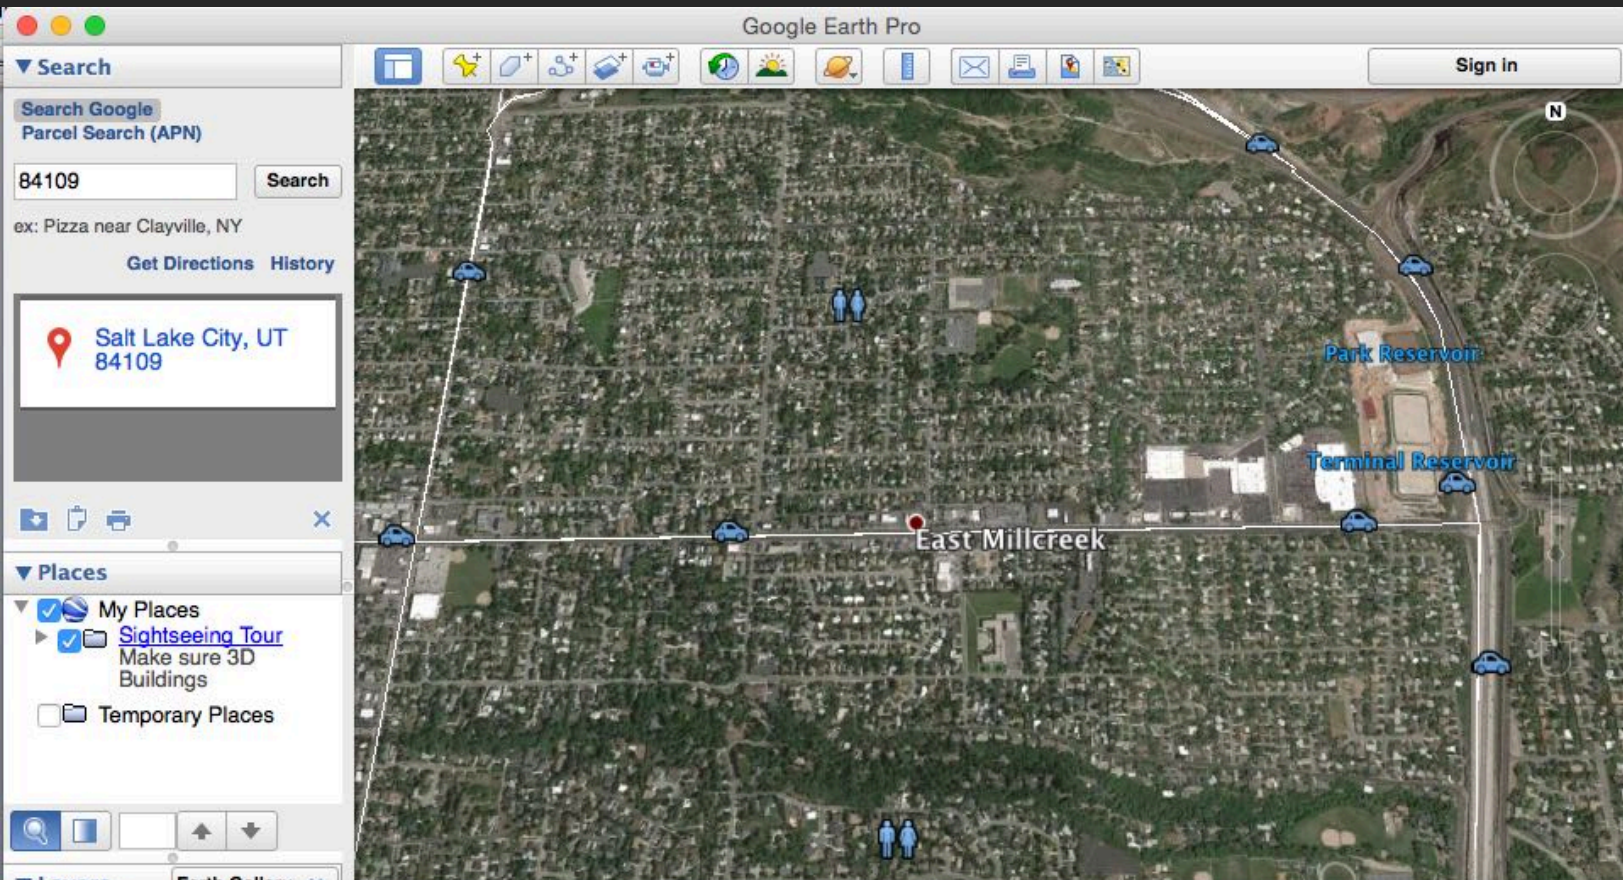 Google Earth Pro
▼ Search
Sign in
Search Google
Parcel Search (APN)
84109
Search
ex: Pizza near Clayville, NY
Get Directions History
Salt Lake City, UT
84109
▼ Places
My Places
Sightseeing Tour
Make sure 3D
Buildings
Temporary Places
N
Park Reservoir
Terminal Reservoir
East Millcreek